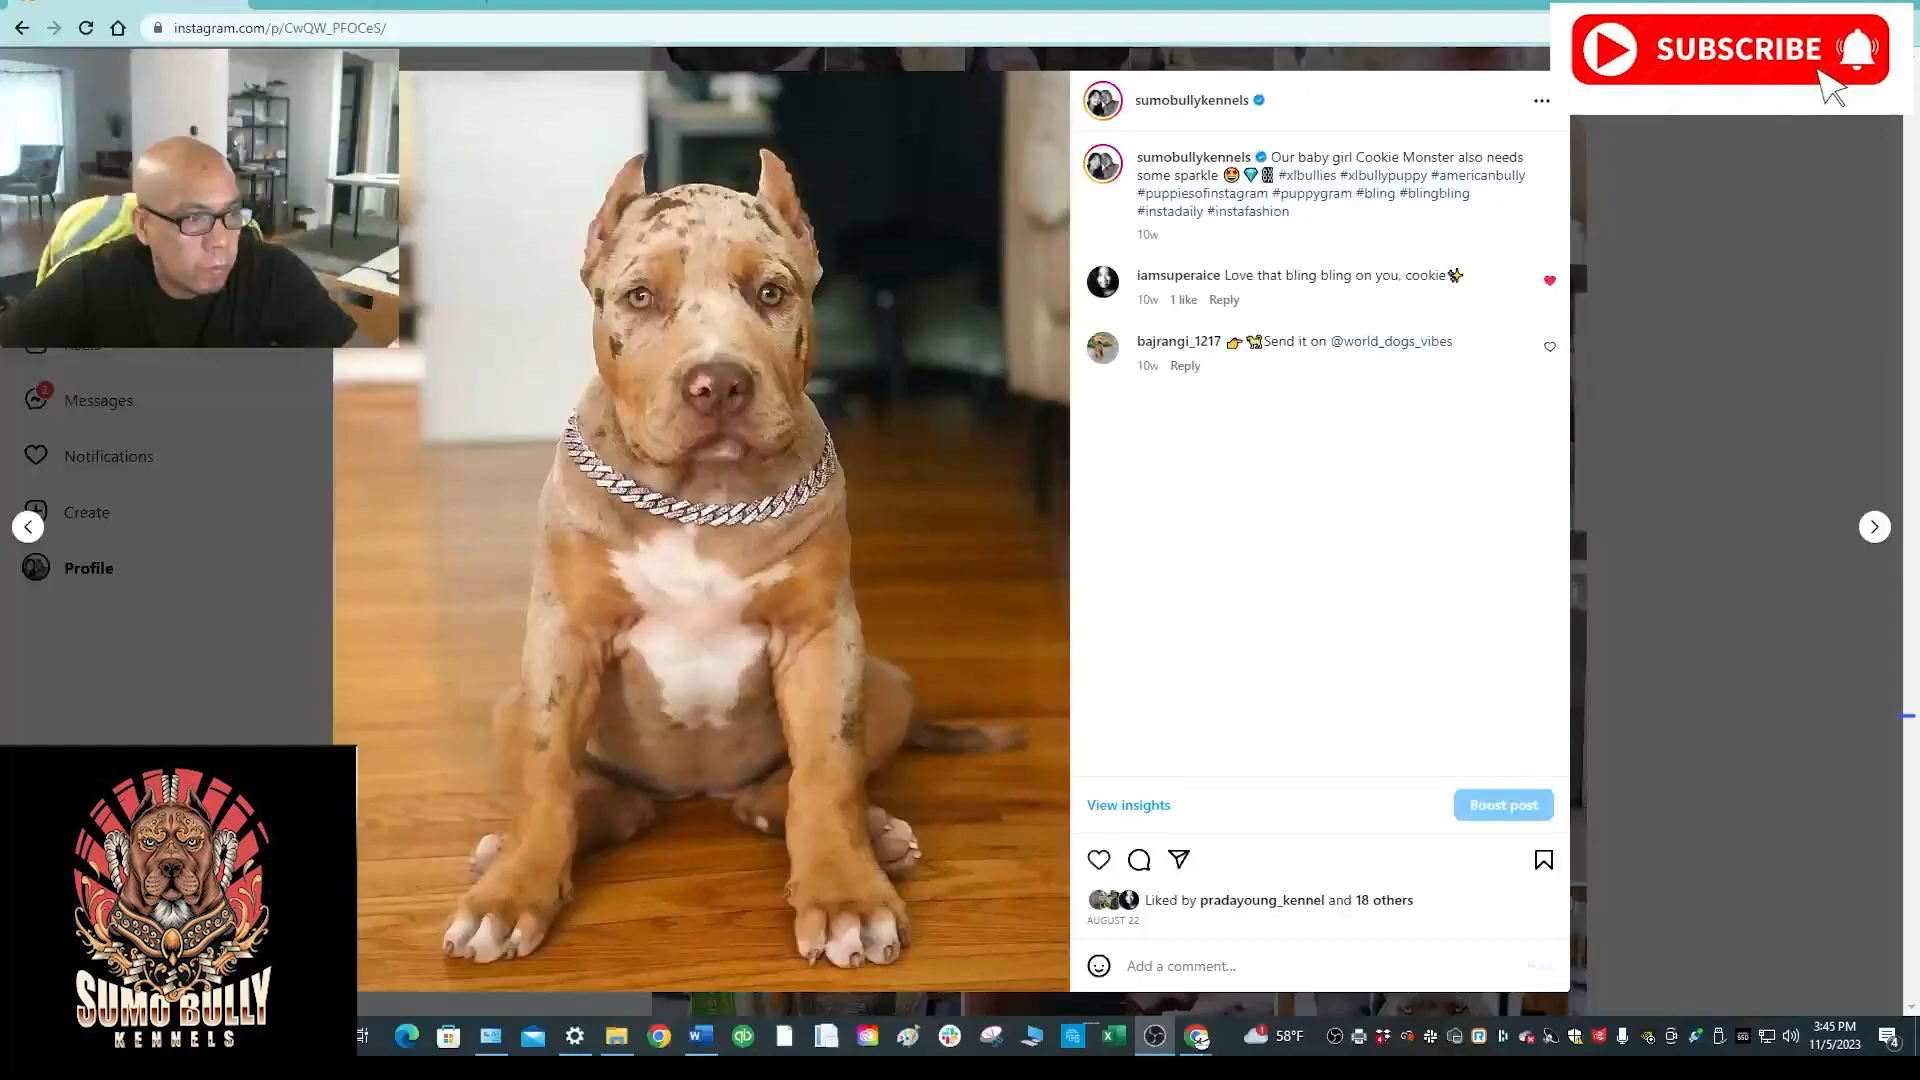 instagram.com/p/CwQW_PFOCeS/
SUBSCRIBE
sumobullykennels
sumobullykennels Our baby girl Cookie Monster also needs
some sparkle 🤩💎⛓ #xlbullies #xlbullypuppy #americanbully
#puppiesofinstagram #puppygram #bling #blingbling
#instadaily #instafashion
10w
iamsuperaice Love that bling bling on you, cookie✨
10w 1 like Reply
bajrangi_1217 👉🐕Send it on @world_dogs_vibes
10w Reply
2
Messages
Notifications
Create
Profile
View insights
Boost post
Liked by pradayoung_kennel and 18 others
AUGUST 22
Add a comment...
SUMO BULLY
KENNELS
58°F
3:45 PM
11/5/2023
4